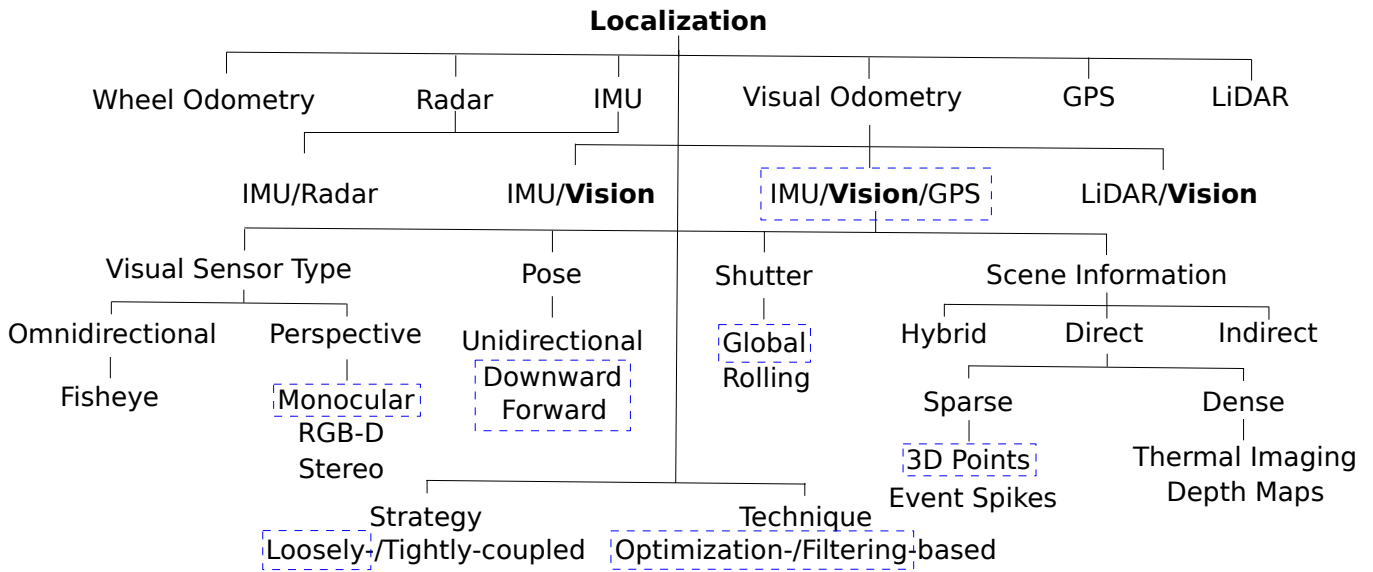 Localization
Wheel Odometry
Radar
IMU
Visual Odometry
GPS
LiDAR
IMU/Radar
IMU/Vision
IMU/Vision/GPS
LiDAR/Vision
Visual Sensor Type
Pose
Shutter
Scene Information
Omnidirectional
Perspective
Unidirectional
Global
Hybrid
Direct
Indirect
Fisheye
Monocular
Downward
Rolling
Sparse
Dense
RGB-D
Forward
Stereo
3D Points
Thermal Imaging
Event Spikes
Depth Maps
Strategy
Technique
Loosely-/Tightly-coupled
Optimization-/Filtering-based